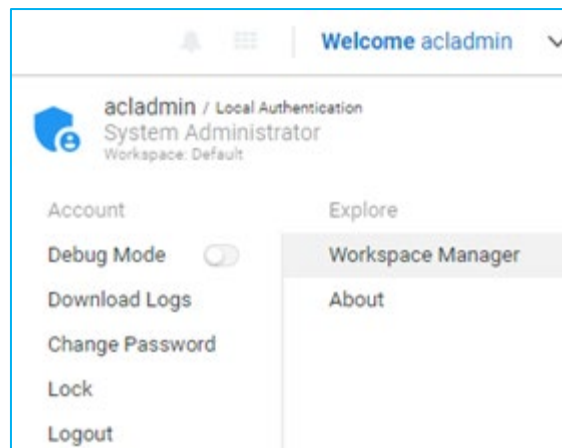 Welcome acladmin
acladmin / Local Authentication
System Administrator
Workspace: Default
Account
Debug Mode
Download Logs
Change Password
Lock
Logout
Explore
Workspace Manager
About